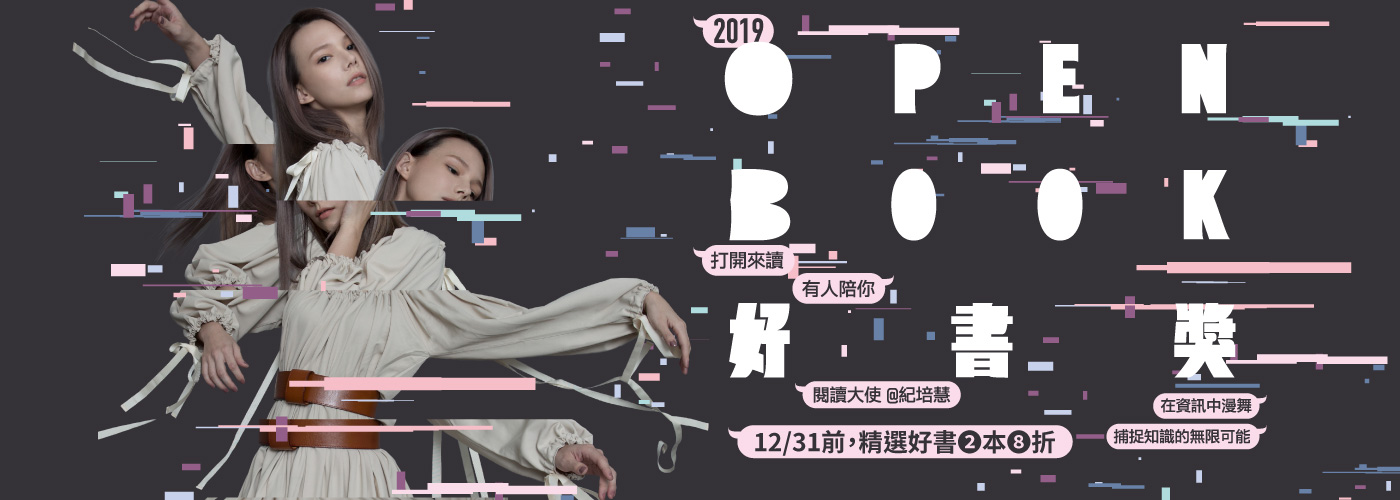 2019
OPEN
BOOK
打開來讀
有人陪你
好書獎
閱讀大使 @紀培慧
在資訊中漫舞
捕捉知識的無限可能
12/31前，精選好書❷本❽折